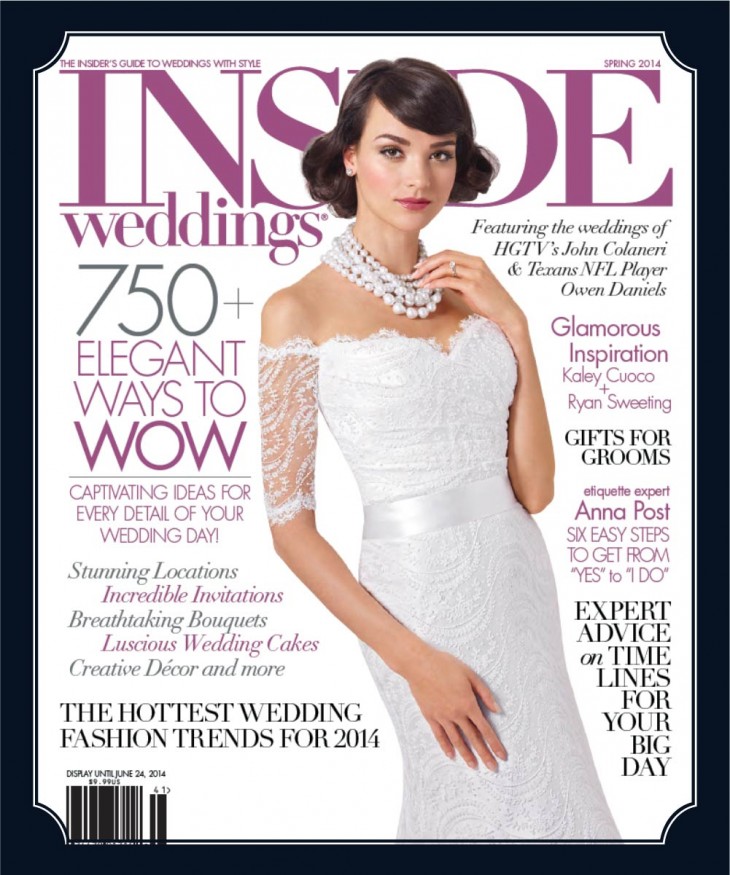 THE INSIDER'S GUIDE TO WEDDINGS WITH STYLE
SPRING 2014
INSIDE
weddings®
750+
ELEGANT
WAYS TO
WOW
CAPTIVATING IDEAS FOR
EVERY DETAIL OF YOUR
WEDDING DAY!
Stunning Locations
Incredible Invitations
Breathtaking Bouquets
Luscious Wedding Cakes
Creative Décor and more
THE HOTTEST WEDDING
FASHION TRENDS FOR 2014
DISPLAY UNTIL JUNE 24, 2014
$9.99US
41>
Featuring the weddings of
HGTV's John Colaneri
& Texans NFL Player
Owen Daniels
Glamorous
Inspiration
Kaley Cuoco
+
Ryan Sweeting
GIFTS FOR
GROOMS
etiquette expert
Anna Post
SIX EASY STEPS
TO GET FROM
"YES" to "I DO"
EXPERT
ADVICE
on TIME
LINES
FOR
YOUR
BIG
DAY